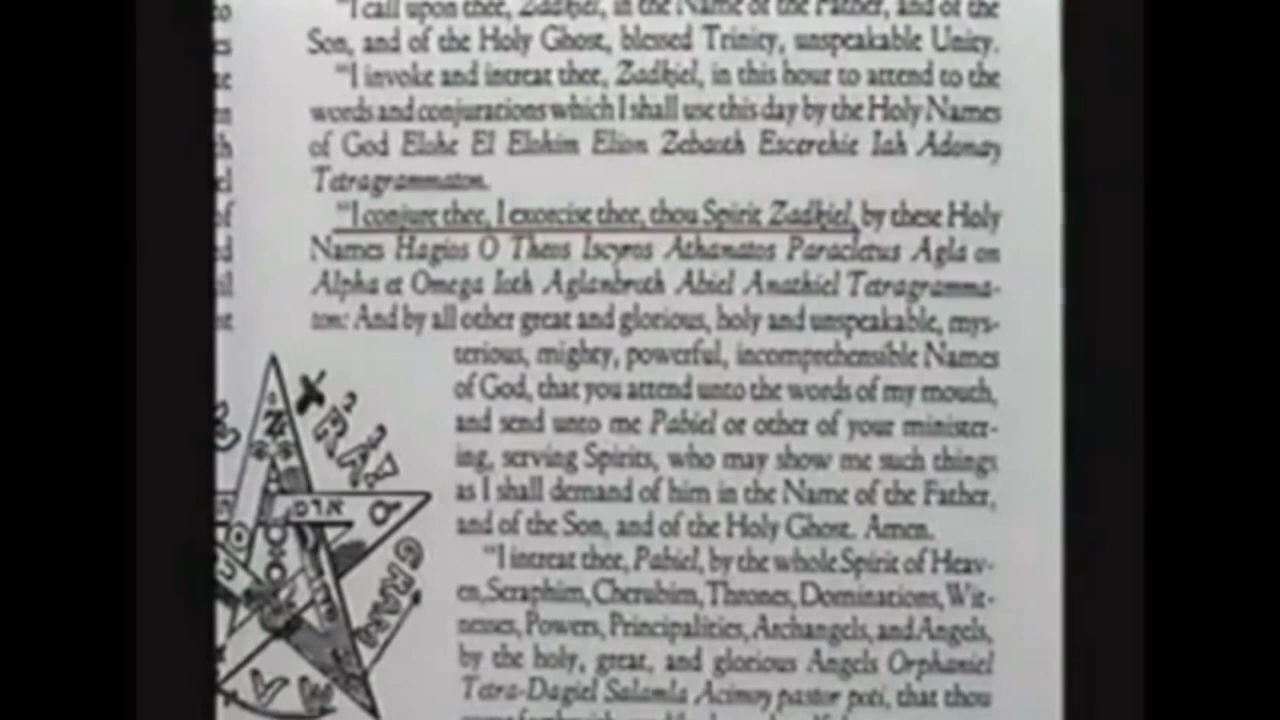 "I call upon thee, Zadkiel, in the Name of the Father, and of the
Son, and of the Holy Ghost, blessed Trinity, unspeakable Unity.
"I invoke and intreat thee, Zadkiel, in this hour to attend to the
words and conjurations which I shall use this day by the Holy Names
of God Elohe El Elohim Elion Zebaoth Escerehie Iah Adonay
Tetragrammaton.
"I conjure thee, I exorcise thee, thou Spirit Zadkiel, by these Holy
Names Hagios O Theos Iscyros Athanatos Paracletus Agla on
Alpha et Omega Ioth Aglanbroth Abiel Anathiel Tetragramma-
ton: And by all other great and glorious, holy and unspeakable, mys-
terious, mighty, powerful, incomprehensible Names
of God, that you attend unto the words of my mouth,
and send unto me Pabiel or other of your minister-
ing, serving Spirits, who may show me such things
as I shall demand of him in the Name of the Father,
and of the Son, and of the Holy Ghost. Amen.
"I intreat thee, Pabiel, by the whole Spirit of Heav-
en, Seraphim, Cherubim, Thrones, Dominations, Wit-
nesses, Powers, Principalities, Archangels, and Angels,
by the holy, great, and glorious Angels Orphaniel
Tetra-Dagiel Salamla Acimoy pastor poti, that thou
TRA
GRAM
MA